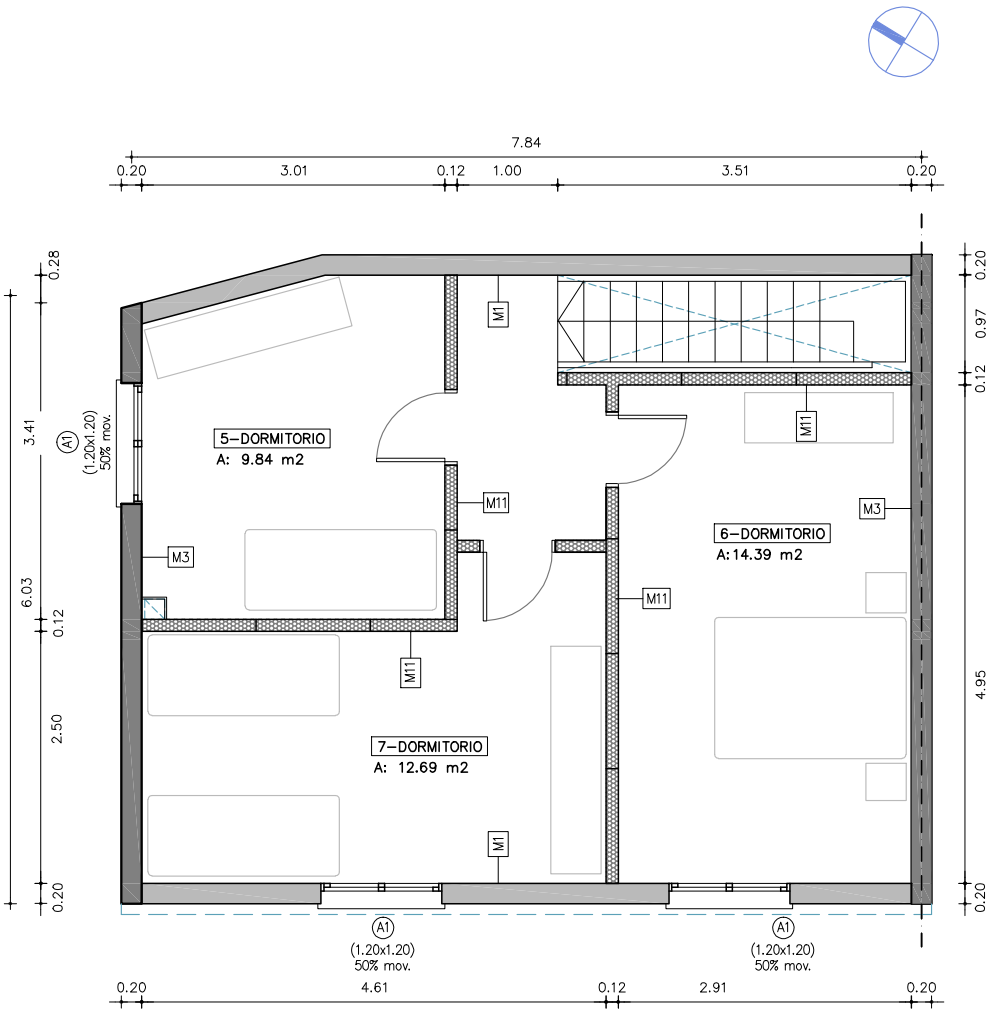 7.84
0.20
3.01
0.12
1.00
3.51
0.20
0.28
3.41
6.03
0.12
2.50
0.20
0.20
0.97
0.12
4.95
0.20
M1
M11
A1
(1.20x1.20)
50% mov.
5-DORMITORIO
A: 9.84 m2
M11
M3
6-DORMITORIO
A:14.39 m2
M3
M11
M11
7-DORMITORIO
A: 12.69 m2
M1
A1
(1.20x1.20)
50% mov.
A1
(1.20x1.20)
50% mov.
0.20
4.61
0.12
2.91
0.20